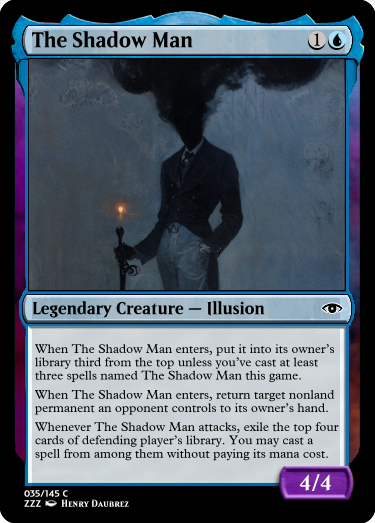 The Shadow Man
1
Legendary Creature — Illusion
When The Shadow Man enters, put it into its owner's
library third from the top unless you've cast at least
three spells named The Shadow Man this game.
When The Shadow Man enters, return target nonland
permanent an opponent controls to its owner's hand.
Whenever The Shadow Man attacks, exile the top four
cards of defending player's library. You may cast a
spell from among them without paying its mana cost.
4/4
035/145 C
ZZZ Henry Daubrez